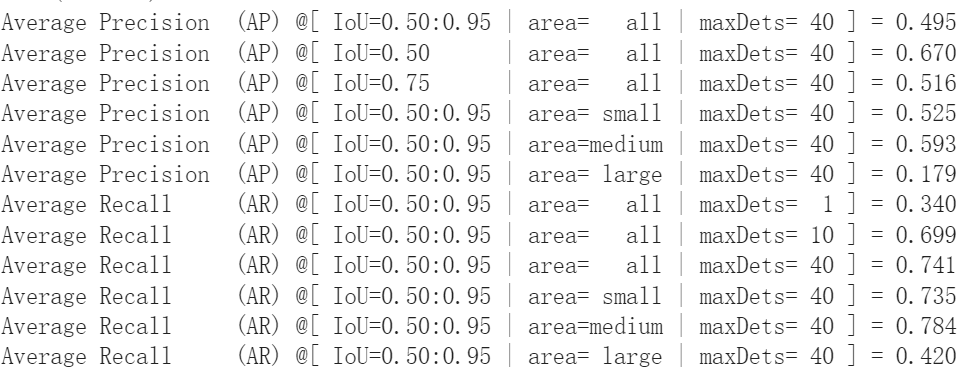 Average Precision  (AP) @[ IoU=0.50:0.95 | area=   all | maxDets= 40 ] = 0.495
Average Precision  (AP) @[ IoU=0.50      | area=   all | maxDets= 40 ] = 0.670
Average Precision  (AP) @[ IoU=0.75      | area=   all | maxDets= 40 ] = 0.516
Average Precision  (AP) @[ IoU=0.50:0.95 | area= small | maxDets= 40 ] = 0.525
Average Precision  (AP) @[ IoU=0.50:0.95 | area=medium | maxDets= 40 ] = 0.593
Average Precision  (AP) @[ IoU=0.50:0.95 | area= large | maxDets= 40 ] = 0.179
Average Recall     (AR) @[ IoU=0.50:0.95 | area=   all | maxDets=  1 ] = 0.340
Average Recall     (AR) @[ IoU=0.50:0.95 | area=   all | maxDets= 10 ] = 0.699
Average Recall     (AR) @[ IoU=0.50:0.95 | area=   all | maxDets= 40 ] = 0.741
Average Recall     (AR) @[ IoU=0.50:0.95 | area= small | maxDets= 40 ] = 0.735
Average Recall     (AR) @[ IoU=0.50:0.95 | area=medium | maxDets= 40 ] = 0.784
Average Recall     (AR) @[ IoU=0.50:0.95 | area= large | maxDets= 40 ] = 0.420